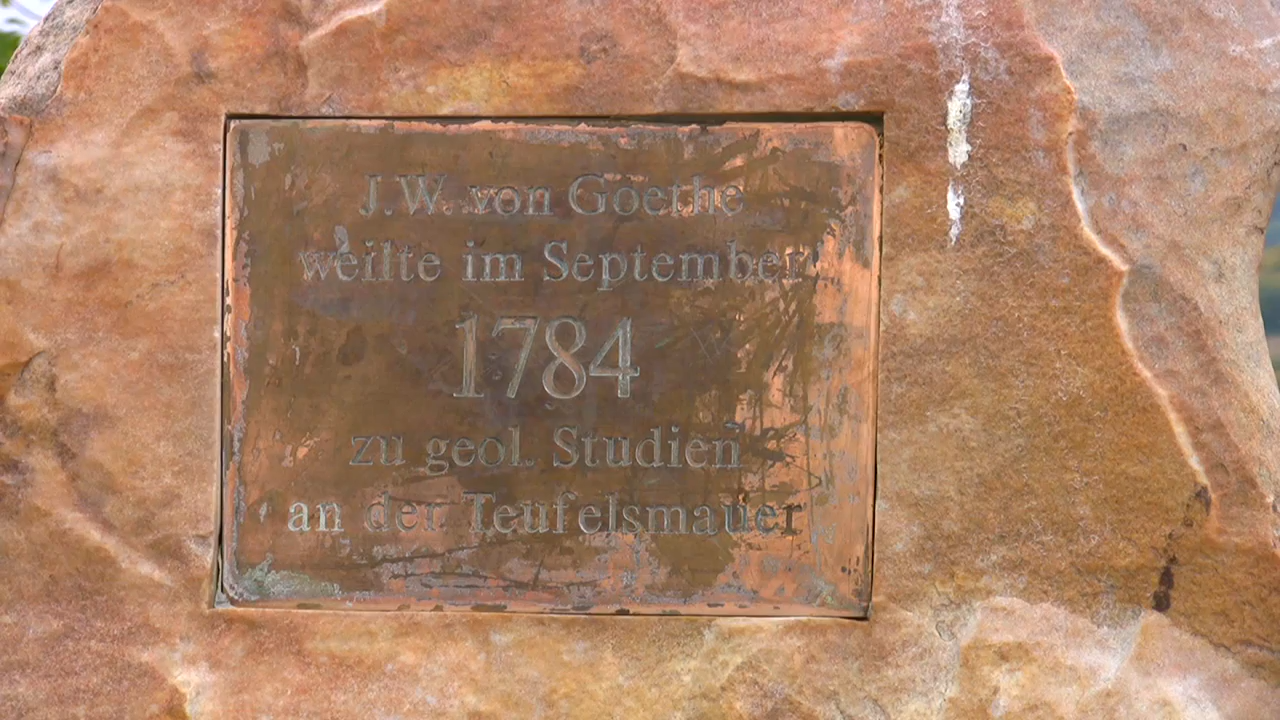 J.W. von Goethe
weilte im September
1784
zu geol. Studien
an der Teufelsmauer